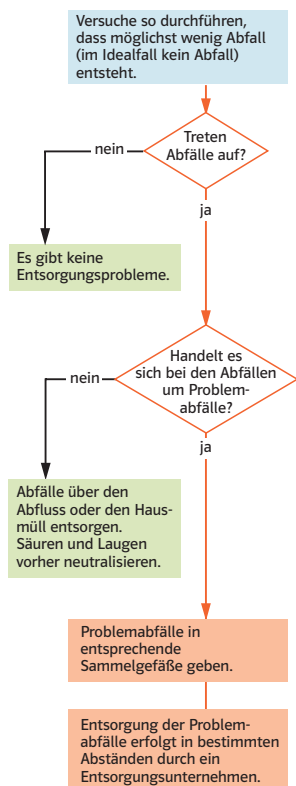 Versuche so durchführen,
dass möglichst wenig Abfall
(im Idealfall kein Abfall)
entsteht.
Treten
Abfälle auf?
nein
ja
Es gibt keine
Entsorgungsprobleme.
Handelt es
sich bei den Abfällen
um Problem-
abfälle?
nein
ja
Abfälle über den
Abfluss oder den Haus-
müll entsorgen.
Säuren und Laugen
vorher neutralisieren.
Problemabfälle in
entsprechende
Sammelgefäße geben.
Entsorgung der Problem-
abfälle erfolgt in bestimmten
Abständen durch ein
Entsorgungsunternehmen.